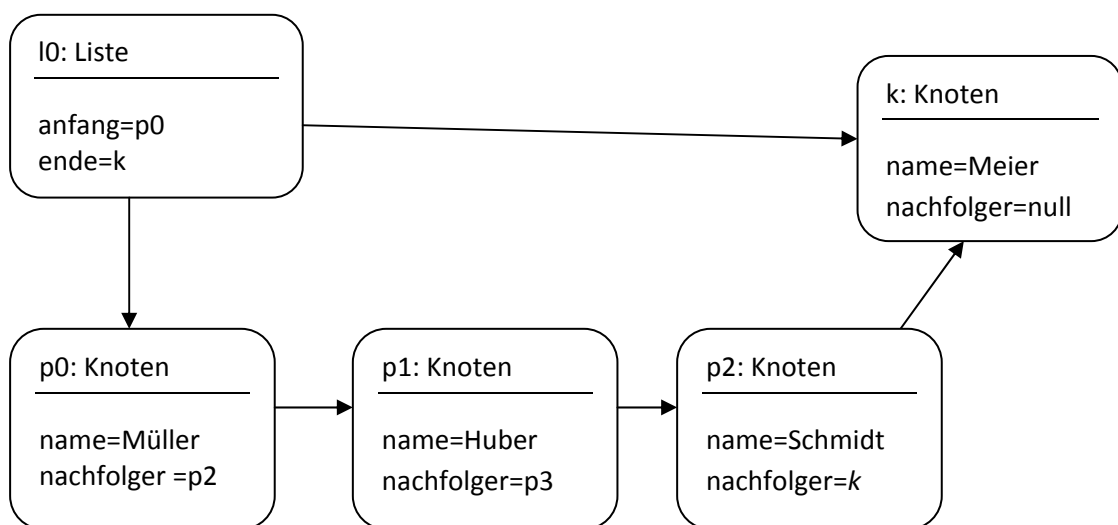 l0: Liste
anfang=p0
ende=k
k: Knoten
name=Meier
nachfolger=null
p0: Knoten
name=Müller
nachfolger =p2
p1: Knoten
name=Huber
nachfolger=p3
p2: Knoten
name=Schmidt
nachfolger=k